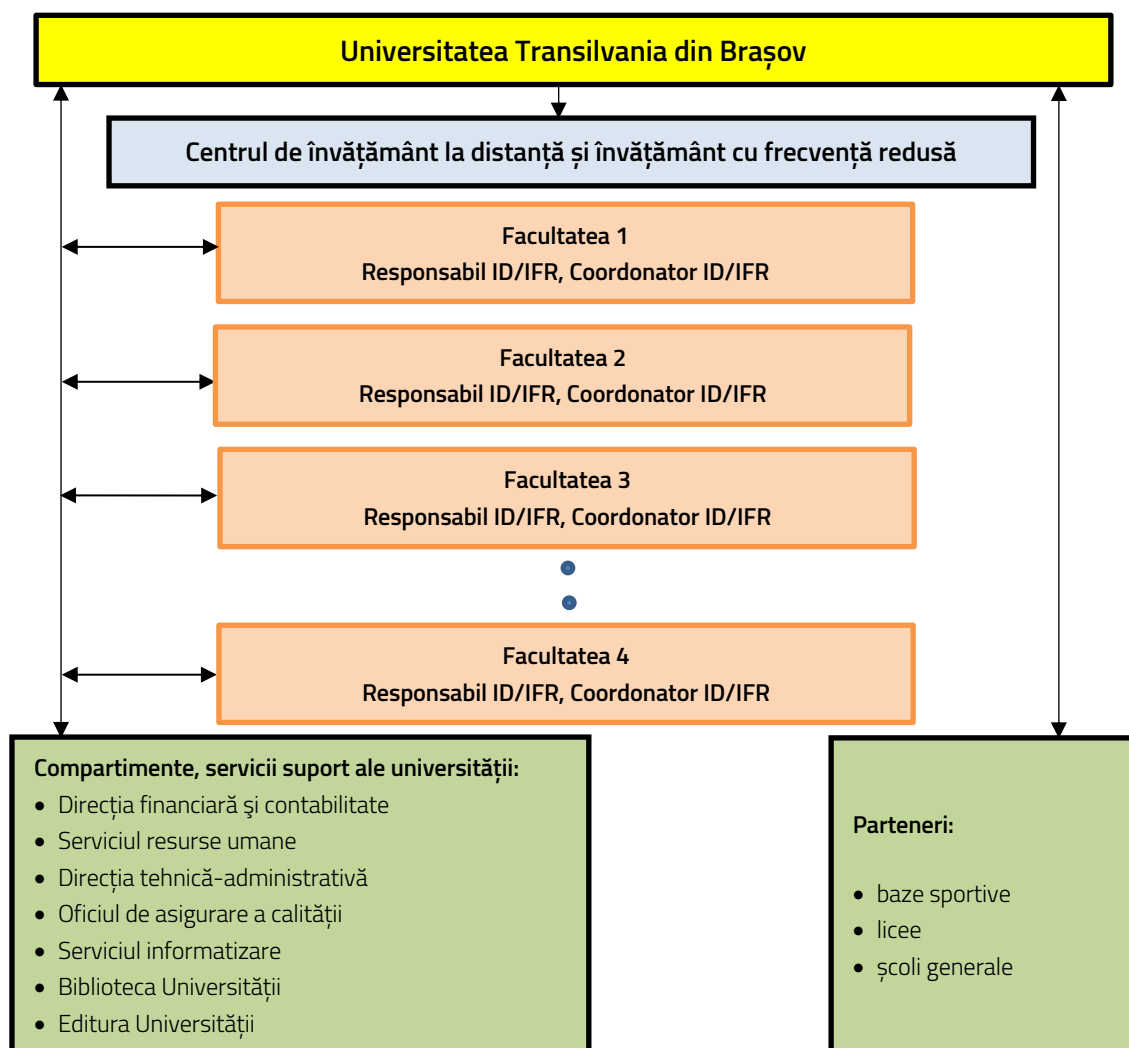 Universitatea Transilvania din Brașov
Centrul de învățământ la distanță și învățământ cu frecvență redusă
Facultatea 1
Responsabil ID/IFR, Coordonator ID/IFR
Facultatea 2
Responsabil ID/IFR, Coordonator ID/IFR
Facultatea 3
Responsabil ID/IFR, Coordonator ID/IFR
Facultatea 4
Responsabil ID/IFR, Coordonator ID/IFR
Compartimente, servicii suport ale universității:
• Direcția financiară şi contabilitate
• Serviciul resurse umane
• Direcția tehnică-administrativă
• Oficiul de asigurare a calității
• Serviciul informatizare
• Biblioteca Universității
• Editura Universității
Parteneri:
• baze sportive
• licee
• școli generale